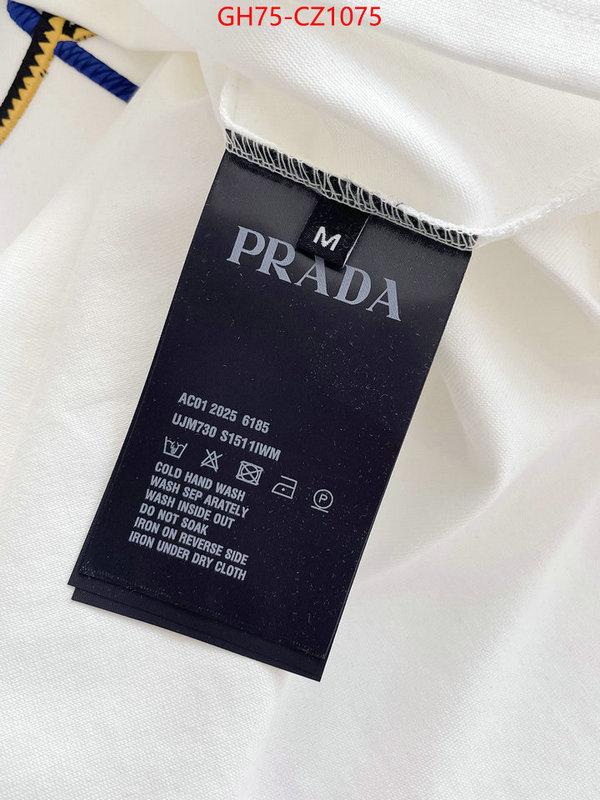 GH75-CZ1075
M
PRADA
AC01 2025 6185
UJM730 S1511IWM
P
COLD HAND WASH
WASH SEP ARATELY
WASH INSIDE OUT
DO NOT SOAK
IRON ON REVERSE SIDE
IRON UNDER DRY CLOTH